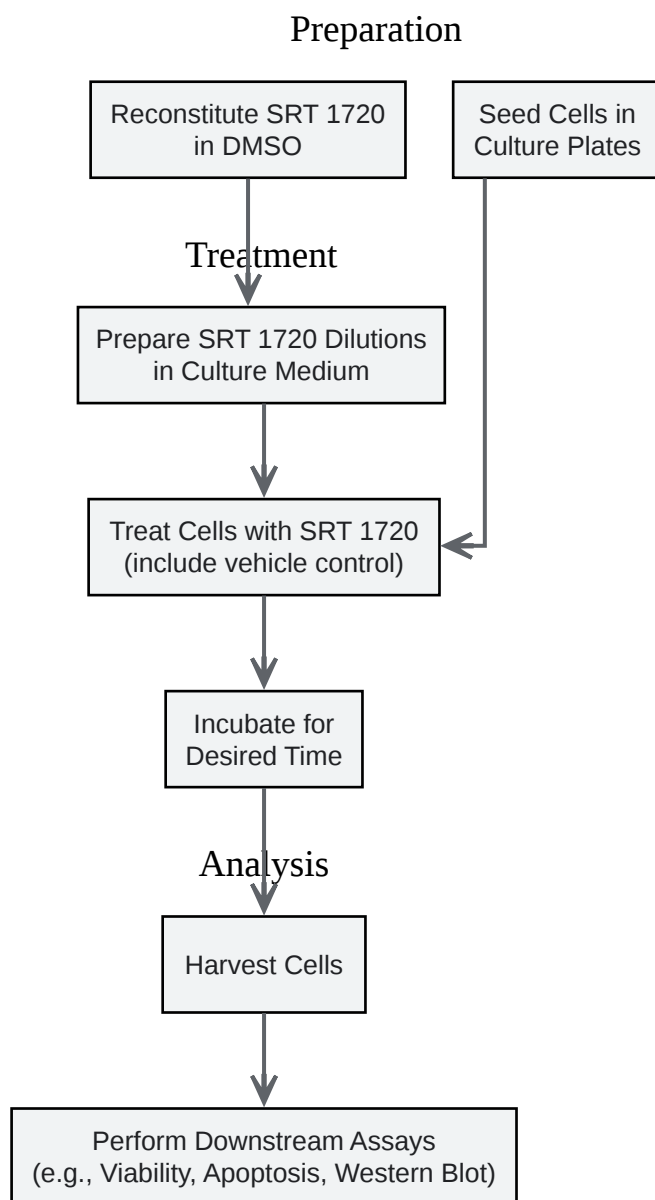 Preparation
Reconstitute SRT 1720
in DMSO
Seed Cells in
Culture Plates
Treatment
Prepare SRT 1720 Dilutions
in Culture Medium
Treat Cells with SRT 1720
(include vehicle control)
Incubate for
Desired Time
Analysis
Harvest Cells
Perform Downstream Assays
(e.g., Viability, Apoptosis, Western Blot)